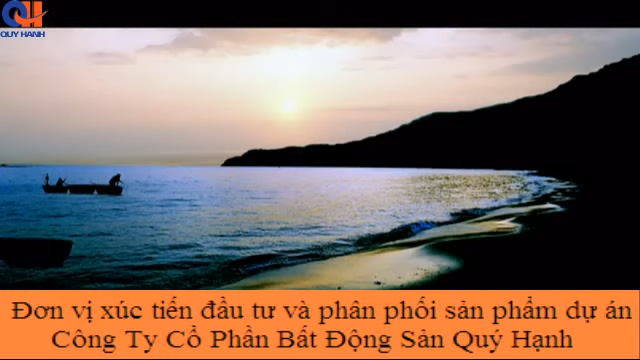 QH
QUY HANH
Đơn vị xúc tiến đầu tư và phân phối sản phẩm dự án
Công Ty Cổ Phần Bất Động Sản Quý Hạnh